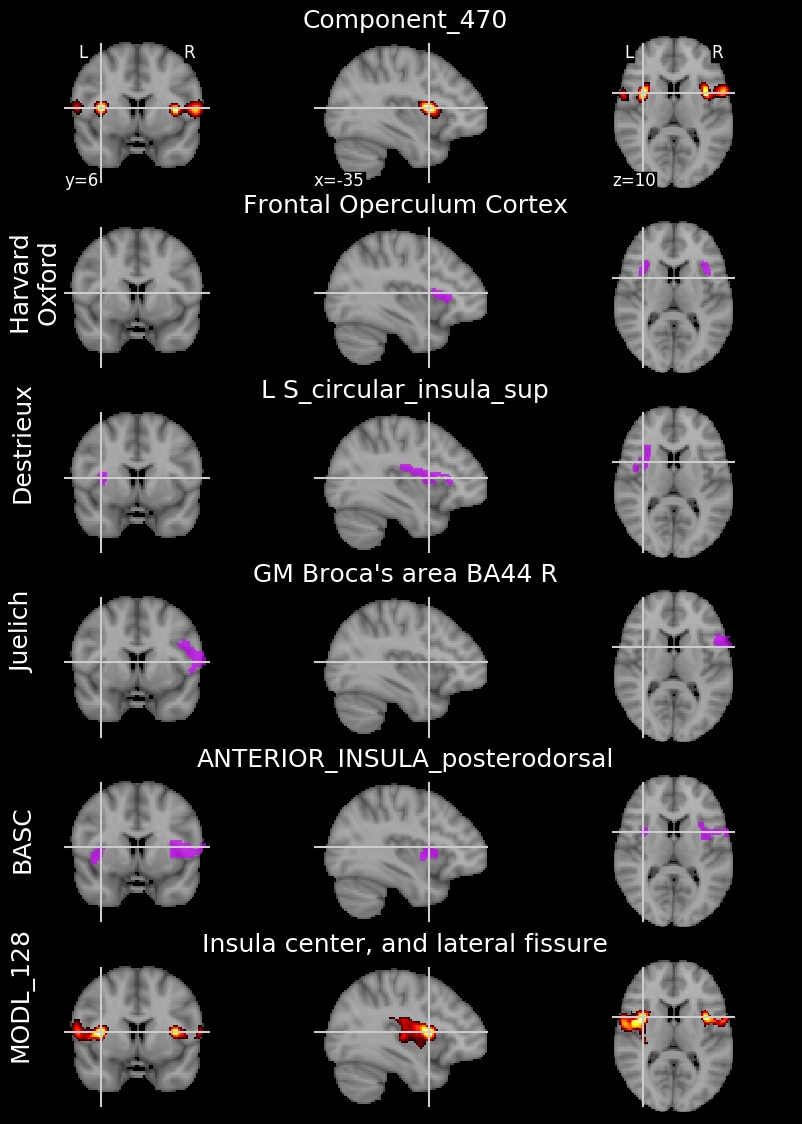 Component_470
L R
L R
y=6
x=-35
z=10
Frontal Operculum Cortex
Harvard
Oxford
L S_circular_insula_sup
Destrieux
GM Broca's area BA44 R
Juelich
ANTERIOR_INSULA_posterodorsal
BASC
Insula center, and lateral fissure
MODL_128